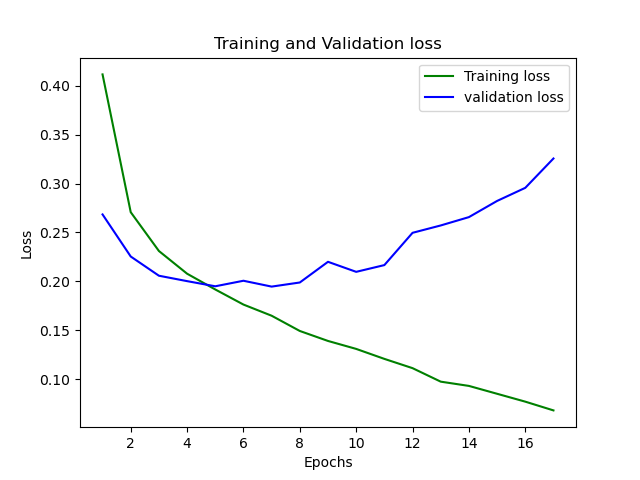 Training and Validation loss
Training loss
validation loss
0.40
0.35
0.30
0.25
0.20
0.15
0.10
Loss
2 4 6 8 10 12 14 16
Epochs